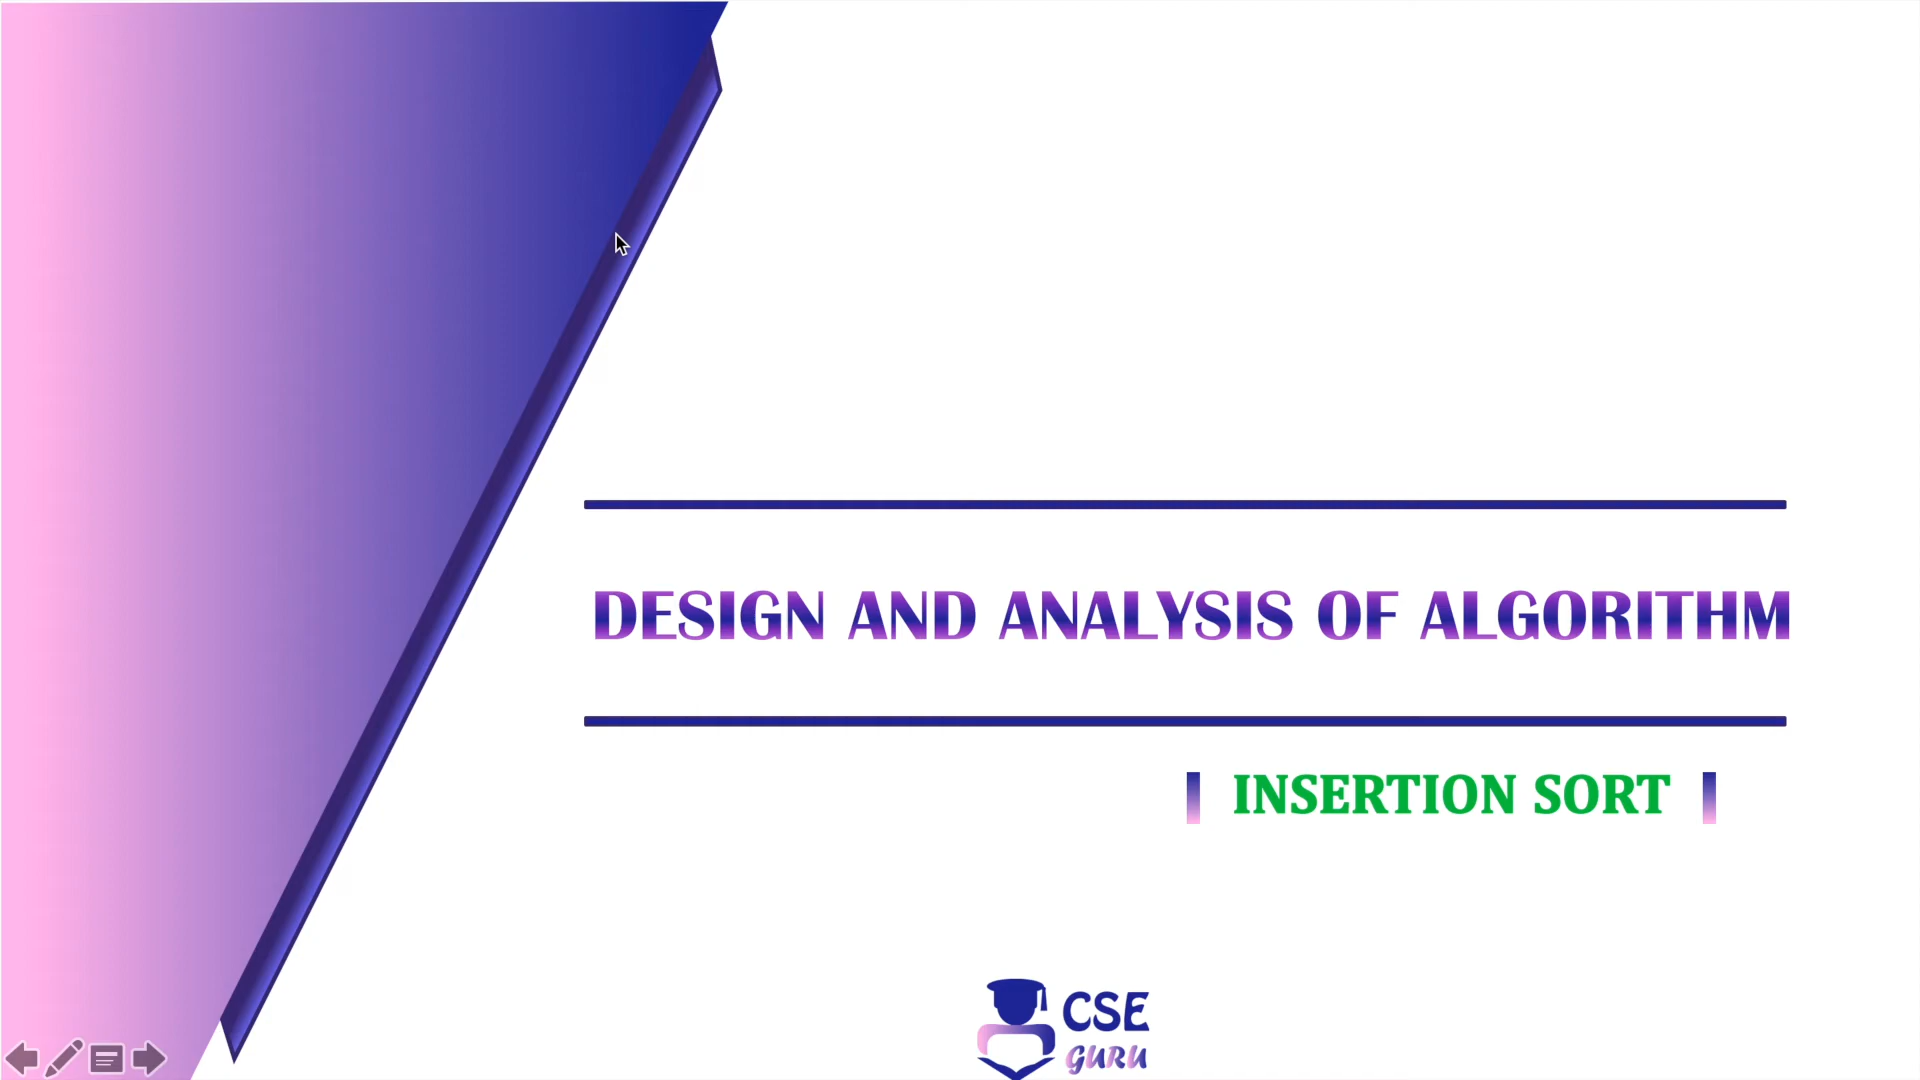 DESIGN AND ANALYSIS OF ALGORITHM
INSERTION SORT
CSE
GURU